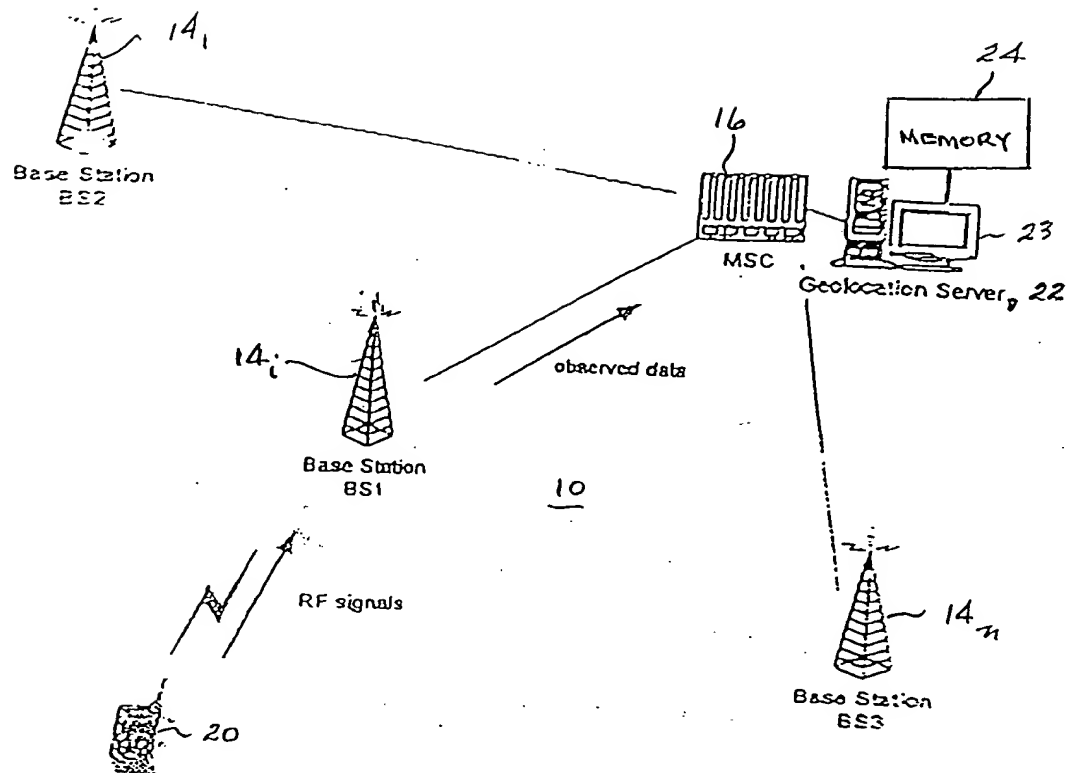 14₁
Base Station
BS2
24
MEMORY
16
23
MSC
Geolocation Server, 22
14ᵢ
observed data
Base Station
BS1
10
RF signals
14ₙ
Base Station
BS3
20